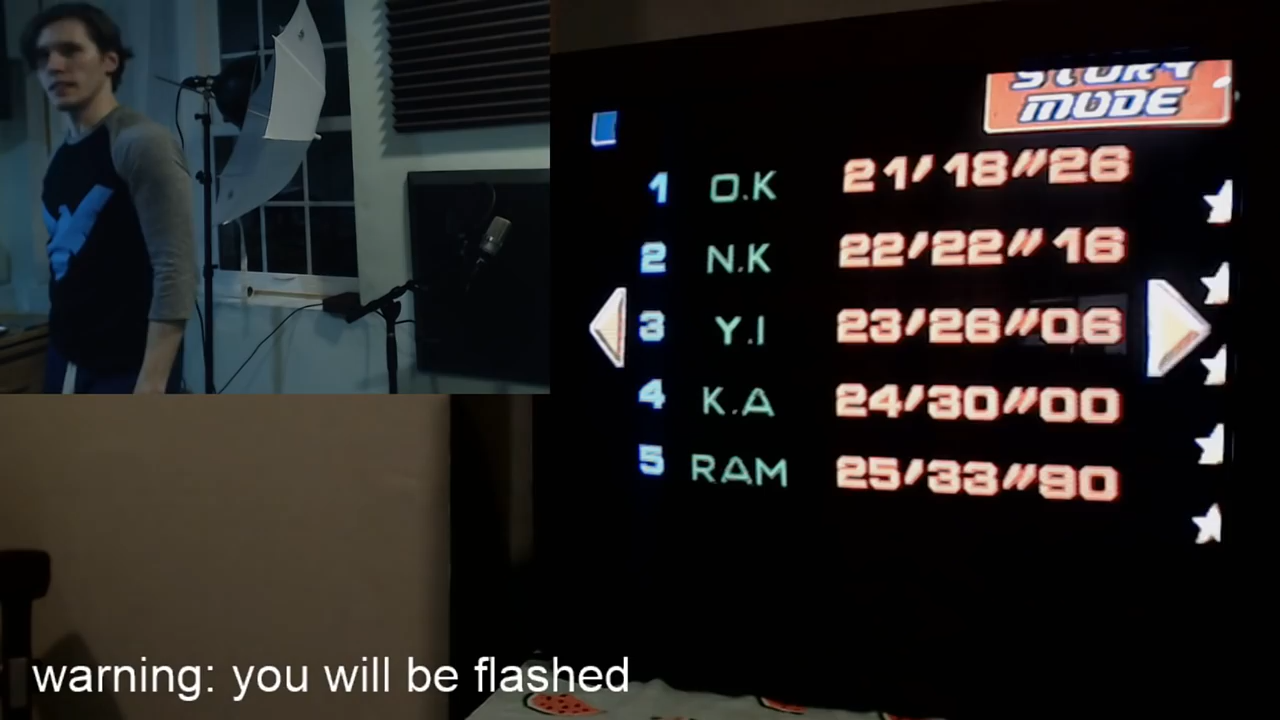 STORY
MODE
1 O.K 21'18"26
2 N.K 22'22"16
3 Y.I 23'26"06
4 K.A 24'30"00
5 RAM 25'33"90
warning: you will be flashed